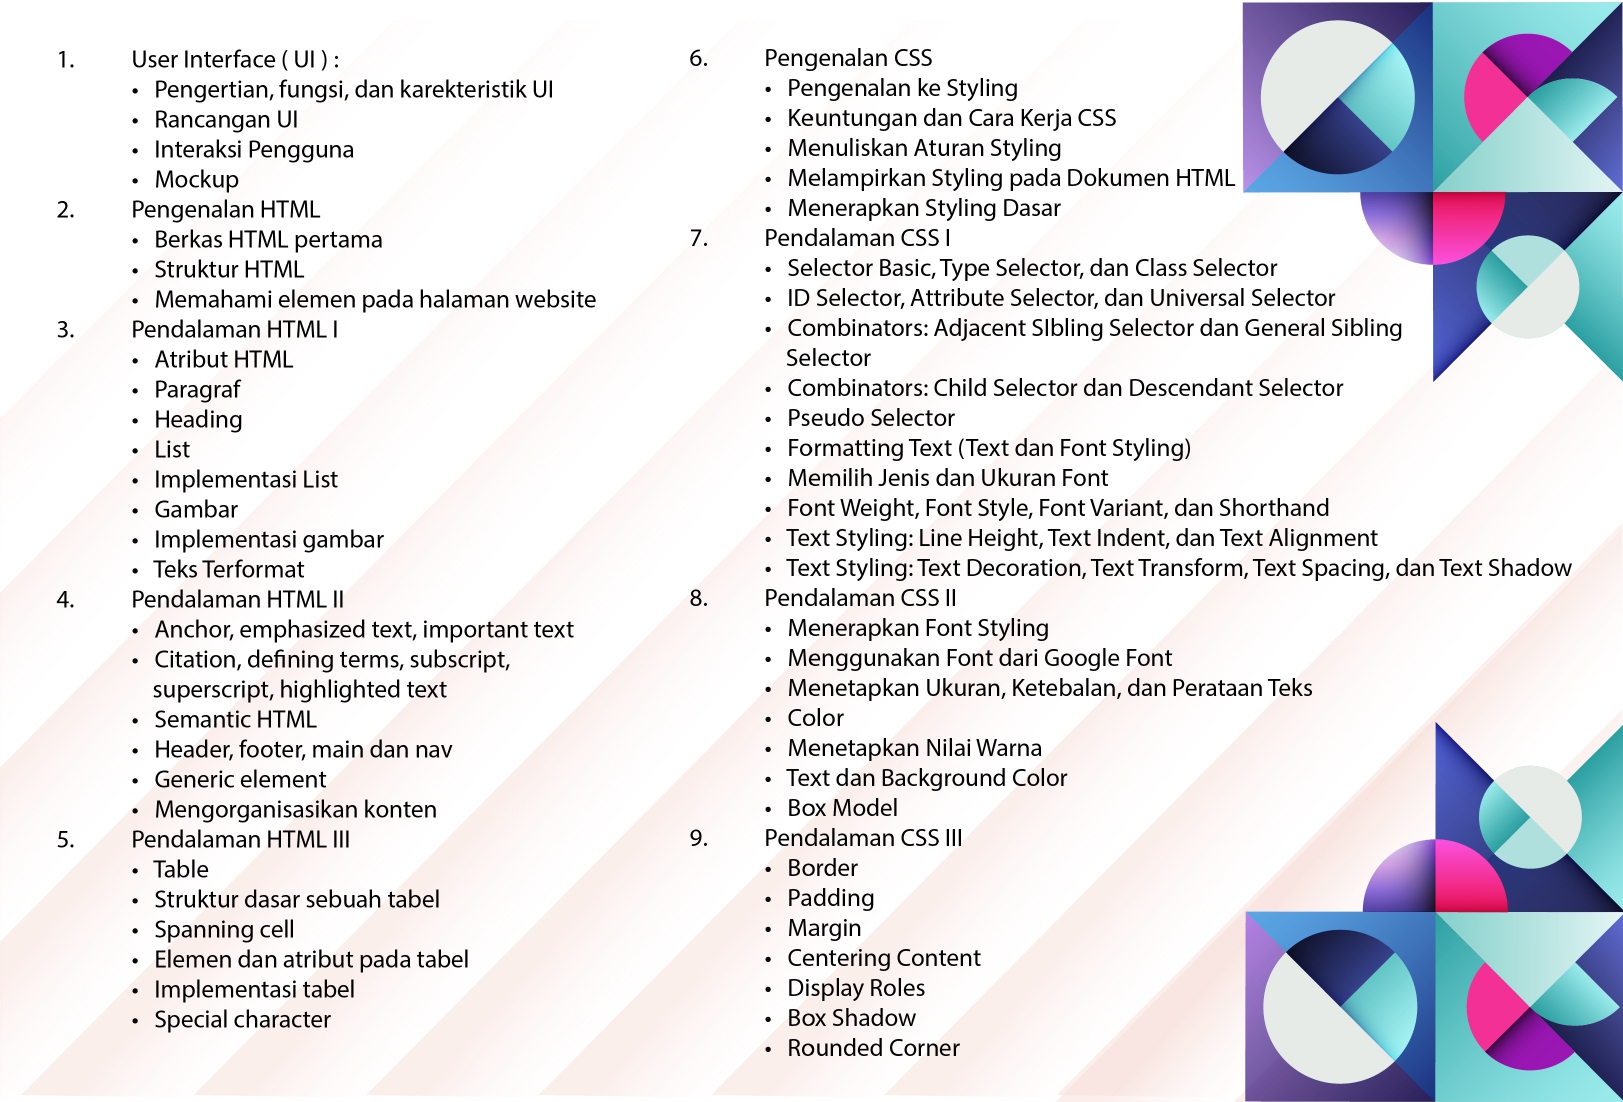 1. User Interface ( UI ) :
• Pengertian, fungsi, dan karekteristik UI
• Rancangan UI
• Interaksi Pengguna
• Mockup
2. Pengenalan HTML
• Berkas HTML pertama
• Struktur HTML
• Memahami elemen pada halaman website
3. Pendalaman HTML I
• Atribut HTML
• Paragraf
• Heading
• List
• Implementasi List
• Gambar
• Implementasi gambar
• Teks Terformat
4. Pendalaman HTML II
• Anchor, emphasized text, important text
• Citation, defining terms, subscript,
superscript, highlighted text
• Semantic HTML
• Header, footer, main dan nav
• Generic element
• Mengorganisasikan konten
5. Pendalaman HTML III
• Table
• Struktur dasar sebuah tabel
• Spanning cell
• Elemen dan atribut pada tabel
• Implementasi tabel
• Special character
6. Pengenalan CSS
• Pengenalan ke Styling
• Keuntungan dan Cara Kerja CSS
• Menuliskan Aturan Styling
• Melampirkan Styling pada Dokumen HTML
• Menerapkan Styling Dasar
7. Pendalaman CSS I
• Selector Basic, Type Selector, dan Class Selector
• ID Selector, Attribute Selector, dan Universal Selector
• Combinators: Adjacent SIbling Selector dan General Sibling
Selector
• Combinators: Child Selector dan Descendant Selector
• Pseudo Selector
• Formatting Text (Text dan Font Styling)
• Memilih Jenis dan Ukuran Font
• Font Weight, Font Style, Font Variant, dan Shorthand
• Text Styling: Line Height, Text Indent, dan Text Alignment
• Text Styling: Text Decoration, Text Transform, Text Spacing, dan Text Shadow
8. Pendalaman CSS II
• Menerapkan Font Styling
• Menggunakan Font dari Google Font
• Menetapkan Ukuran, Ketebalan, dan Perataan Teks
• Color
• Menetapkan Nilai Warna
• Text dan Background Color
• Box Model
9. Pendalaman CSS III
• Border
• Padding
• Margin
• Centering Content
• Display Roles
• Box Shadow
• Rounded Corner